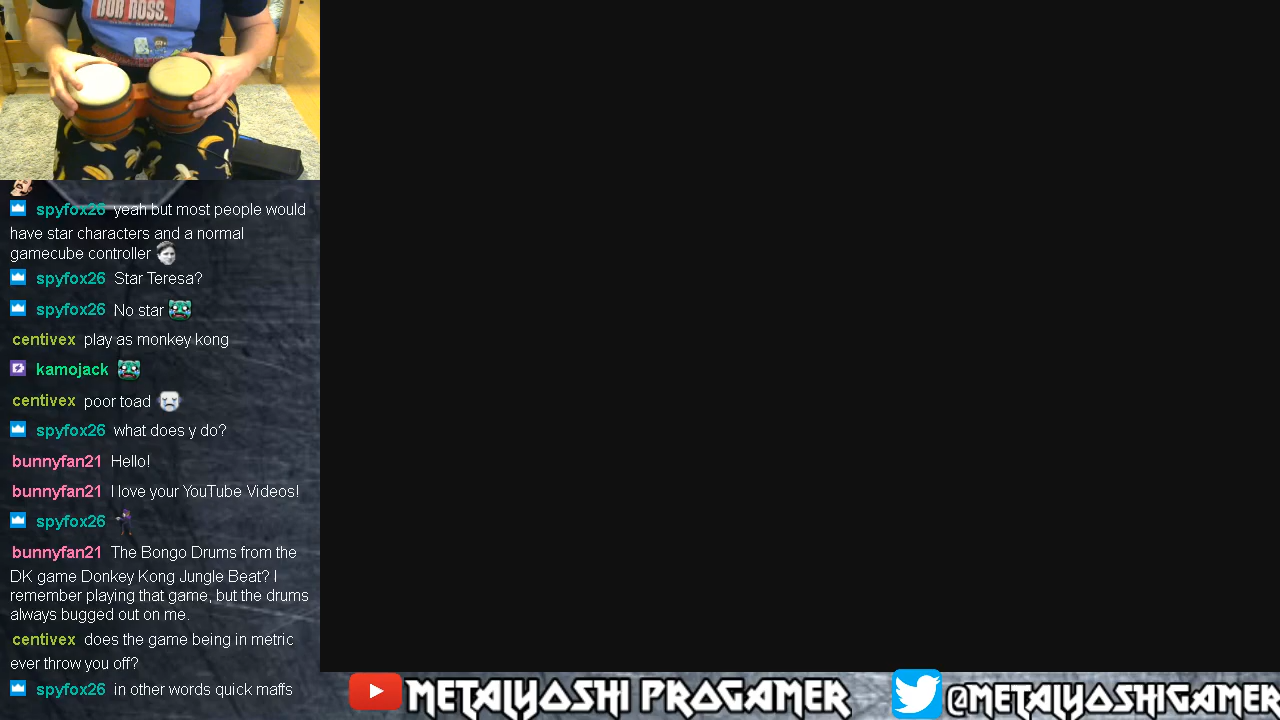 BOB ROSS.
spyfox26 yeah but most people would
have star characters and a normal
gamecube controller
spyfox26 Star Teresa?
spyfox26 No star
centivex play as monkey kong
kamojack
centivex poor toad
spyfox26 what does y do?
bunnyfan21 Hello!
bunnyfan21 I love your YouTube Videos!
spyfox26
bunnyfan21 The Bongo Drums from the
DK game Donkey Kong Jungle Beat? I
remember playing that game, but the drums
always bugged out on me.
centivex does the game being in metric
ever throw you off?
spyfox26 in other words quick maffs
METALYOSHI PROGAMER
@METALYOSHIGAMER